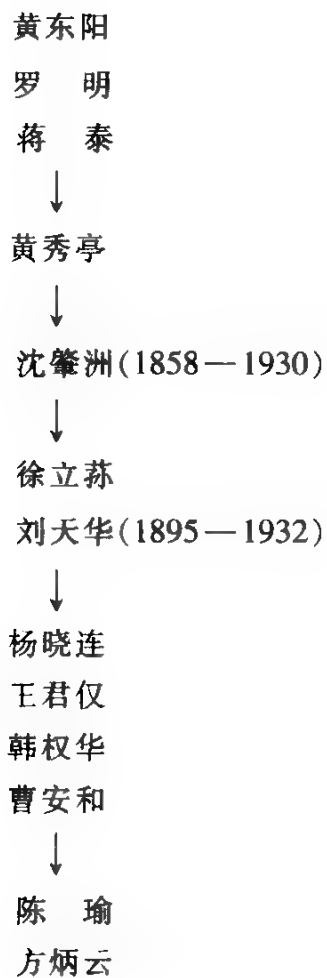 黄东阳
罗　明
蒋　泰
↓
黄秀亭
↓
沈肇洲(1858—1930)
↓
徐立荪
刘天华(1895—1932)
↓
杨晓连
王君仅
韩权华
曹安和
↓
陈　瑜
方炳云